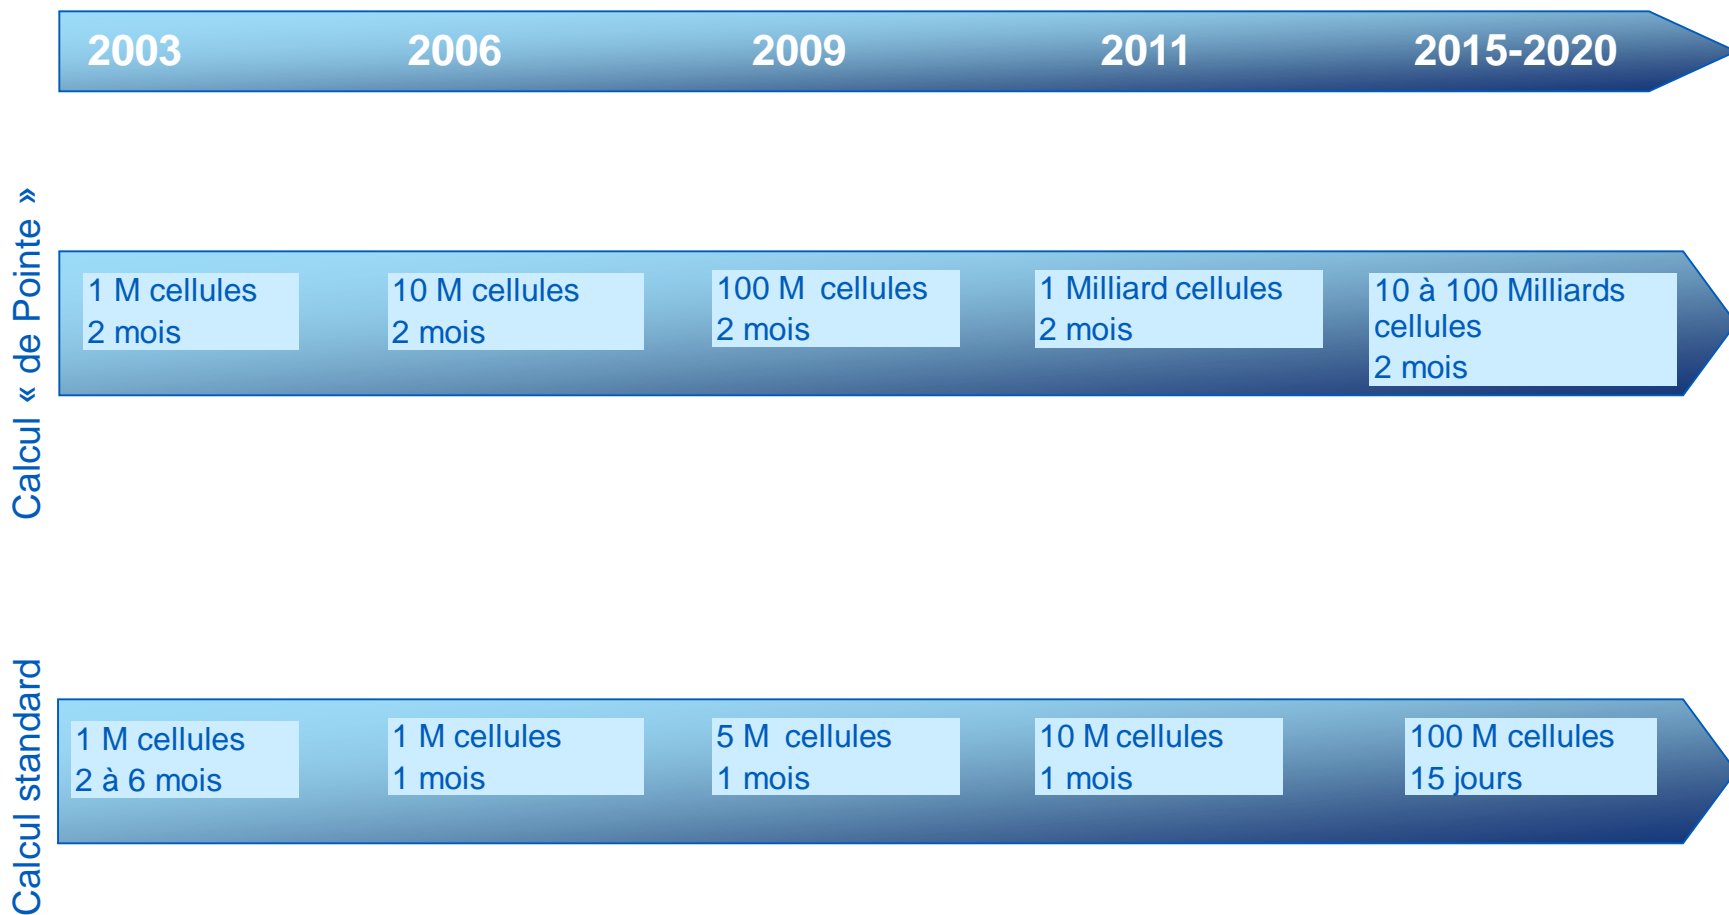 2003 2006 2009 2011 2015-2020
Calcul « de Pointe »
1 M cellules
2 mois
10 M cellules
2 mois
100 M cellules
2 mois
1 Milliard cellules
2 mois
10 à 100 Milliards
cellules
2 mois
Calcul standard
1 M cellules
2 à 6 mois
1 M cellules
1 mois
5 M cellules
1 mois
10 M cellules
1 mois
100 M cellules
15 jours